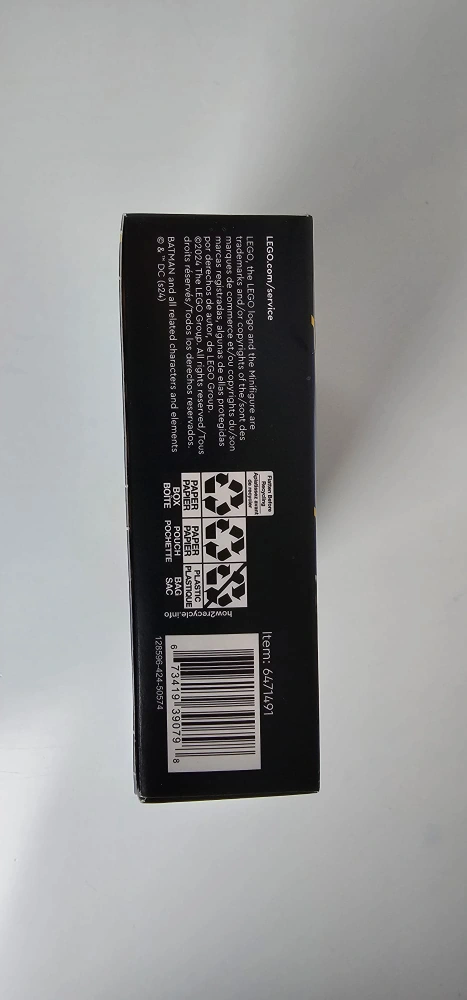 LEGO.com/service
LEGO, the LEGO logo and the Minifigure are
trademarks and/or copyrights of the/sont des
marques de commerce et/ou copyrights du/son
marcas registradas, algunas de ellas protegidas
por derechos de autor, de LEGO Group.
©2024 The LEGO Group. All rights reserved/Tous
droits réservés/Todos los derechos reservados.
BATMAN and all related characters and elements
© & ™ DC (s24)
Flatten Before
Recycling
Aplatissez avant
de recycler
PAPER
PAPIER
BOX
BOÎTE
PAPER
PAPIER
POUCH
POCHETTE
PLASTIC
PLASTIQUE
BAG
SAC
how2recycle.info
Item: 6471491
6 73419 39079 8
128596-424-50574